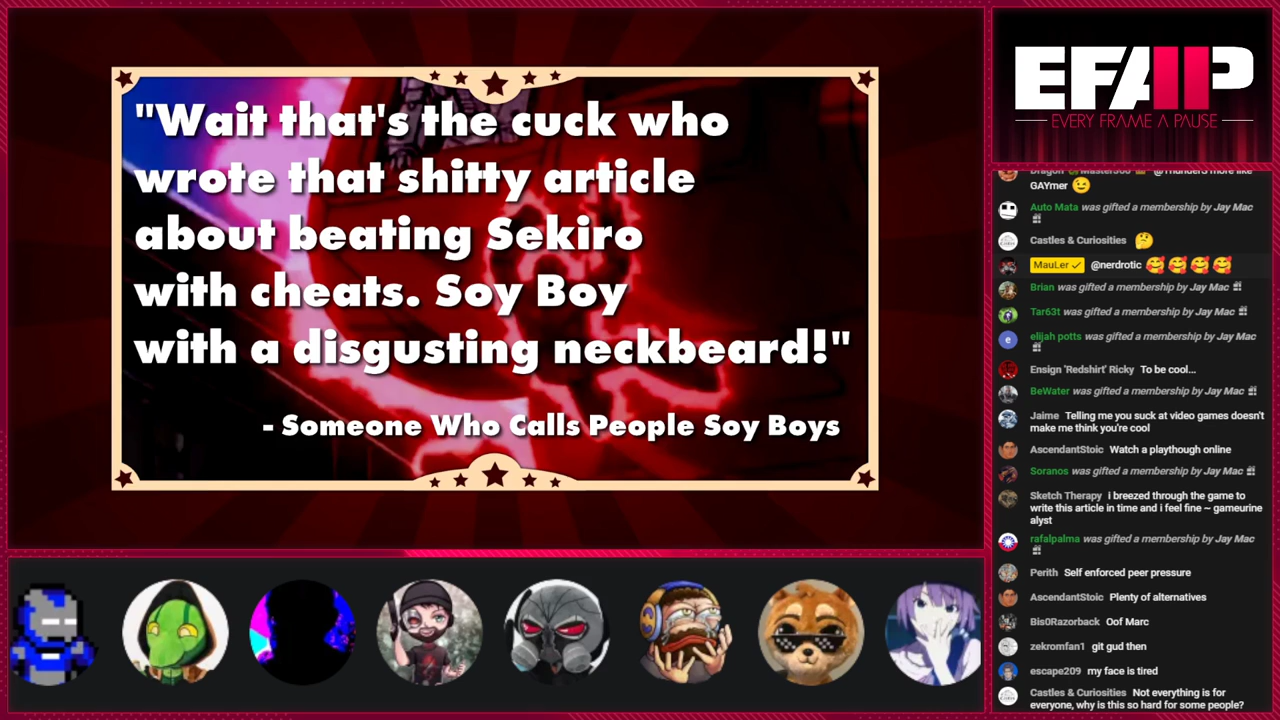 "Wait that's the cuck who
wrote that shitty article
about beating Sekiro
with cheats. Soy Boy
with a disgusting neckbeard!"
- Someone Who Calls People Soy Boys
EFAP
EVERY FRAME A PAUSE
GAYmer
Auto Mata was gifted a membership by Jay Mac
Castles & Curiosities
MauLer @nerdrotic
Brian was gifted a membership by Jay Mac
Tar63t was gifted a membership by Jay Mac
e
elijah potts was gifted a membership by Jay Mac
Ensign 'Redshirt' Ricky To be cool...
BeWater was gifted a membership by Jay Mac
Jaime Telling me you suck at video games doesn't
make me think you're cool
AscendantStoic Watch a playthough online
Soranos was gifted a membership by Jay Mac
Sketch Therapy i breezed through the game to
write this article in time and i feel fine ~ gameurine
alyst
rafalpalma was gifted a membership by Jay Mac
Perith Self enforced peer pressure
AscendantStoic Plenty of alternatives
Bis0Razorback Oof Marc
zekromfan1 git gud then
escape209 my face is tired
Castles & Curiosities Not everything is for
everyone, why is this so hard for some people?